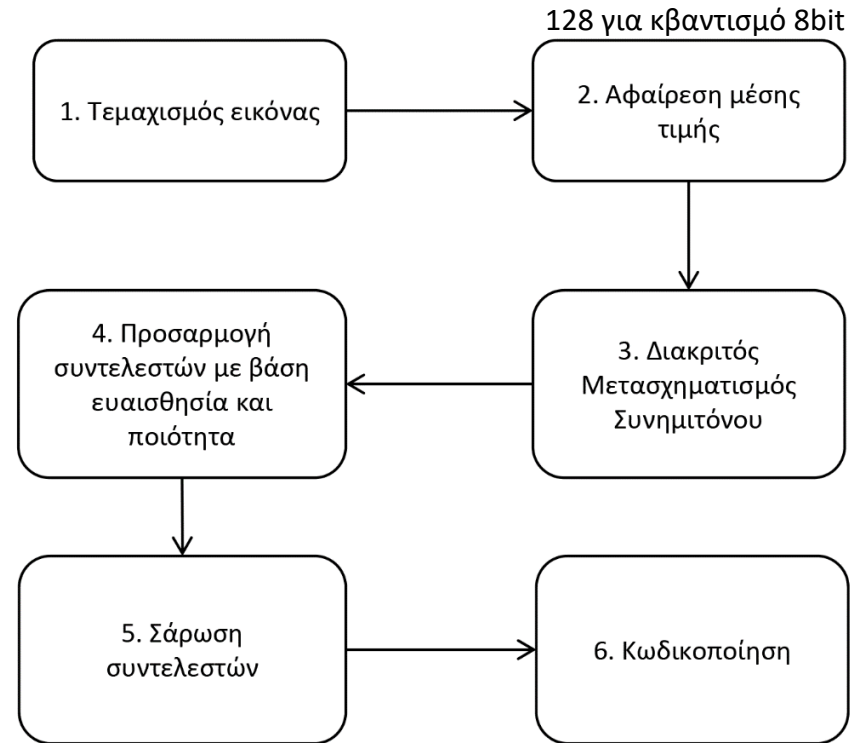 128 για κβαντισμό 8bit
1. Τεμαχισμός εικόνας
2. Αφαίρεση μέσης
τιμής
3. Διακριτός
Μετασχηματισμός
Συνημιτόνου
4. Προσαρμογή
συντελεστών με βάση
ευαισθησία και
ποιότητα
5. Σάρωση
συντελεστών
6. Κωδικοποίηση